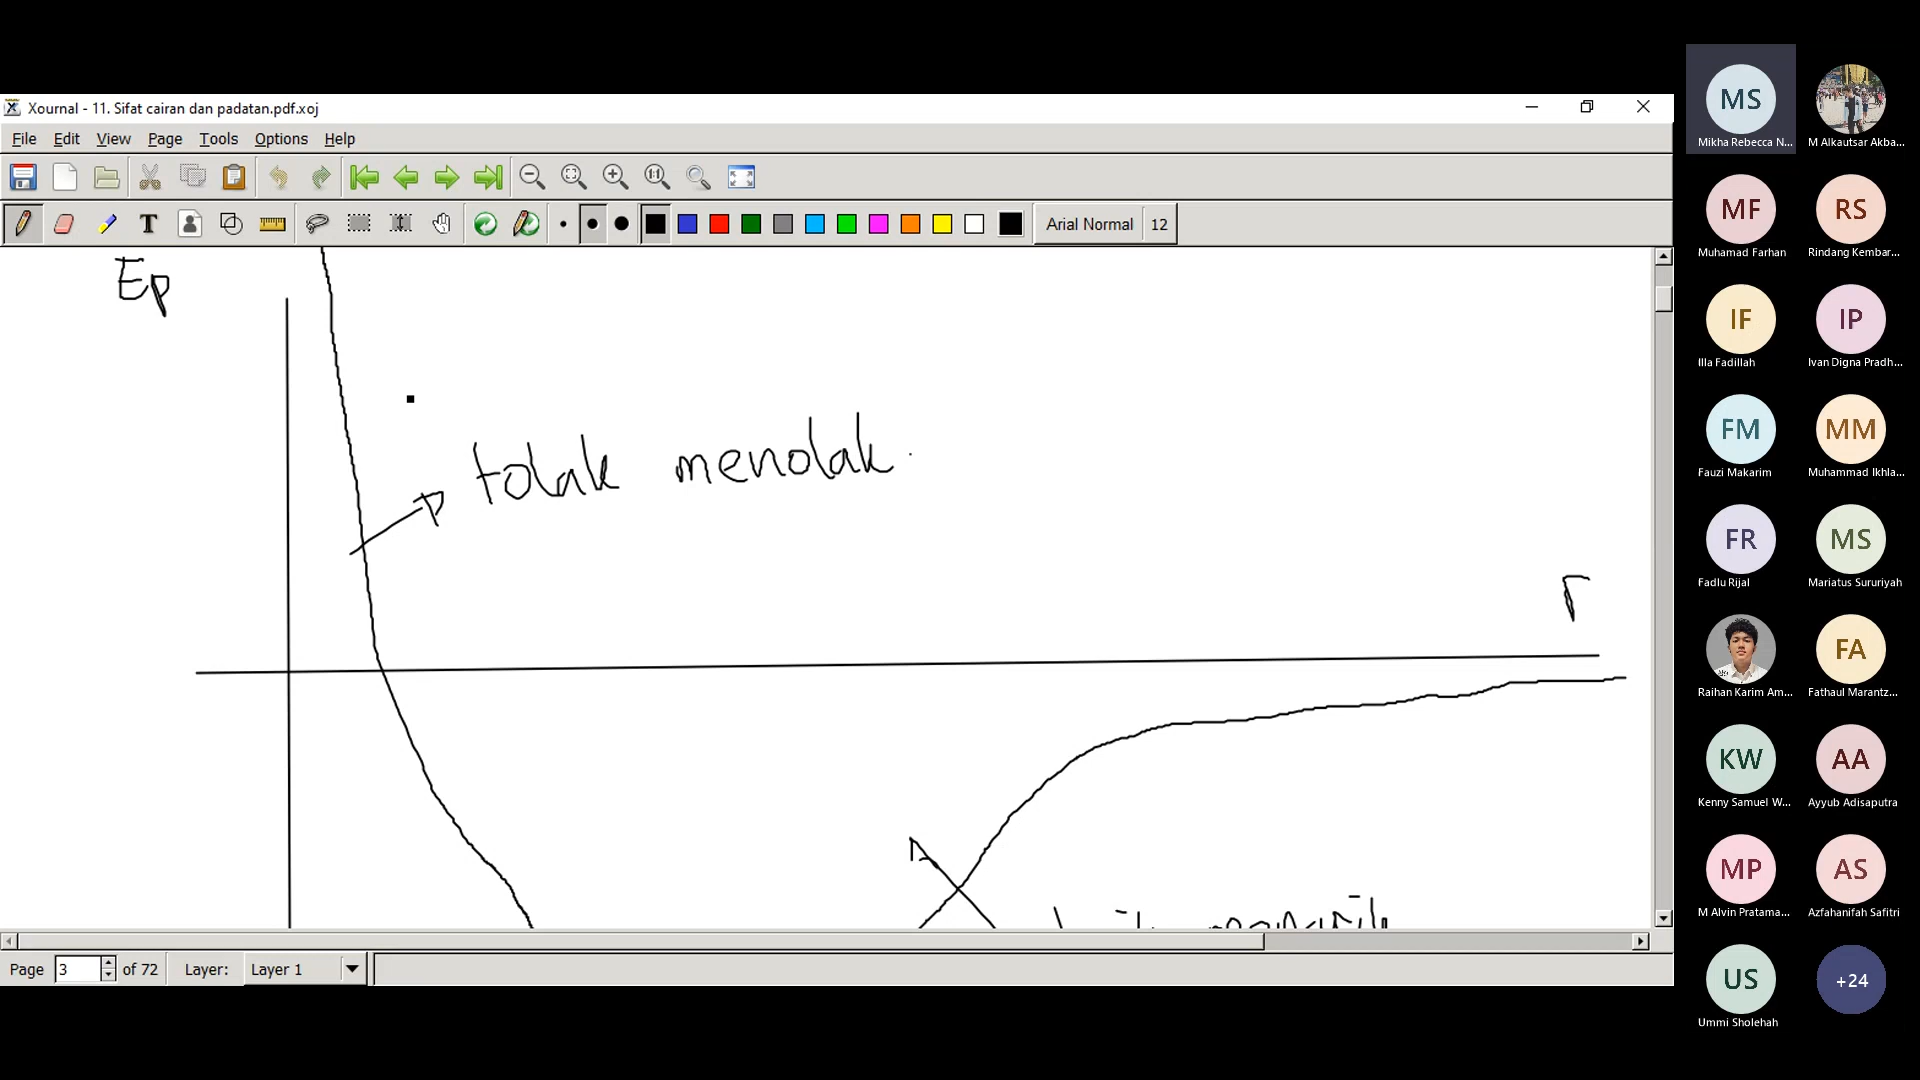 Xournal - 11. Sifat cairan dan padatan.pdf.xoj
File Edit View Page Tools Options Help
Arial Normal 12
Ep
tolak menolak
r
Page 3 of 72 Layer: Layer 1
MS
Mikha Rebecca N...
M Alkautsar Akba...
MF
Muhamad Farhan
RS
Rindang Kembar...
IF
Illa Fadillah
IP
Ivan Digna Pradh...
FM
Fauzi Makarim
MM
Muhammad Ikhla...
FR
Fadlu Rijal
MS
Mariatus Sururiyah
Raihan Karim Am...
FA
Fathaul Marantz...
KW
Kenny Samuel W...
AA
Ayyub Adisaputra
MP
M Alvin Pratama...
AS
Azfahanifah Safitri
US
Ummi Sholehah
+24